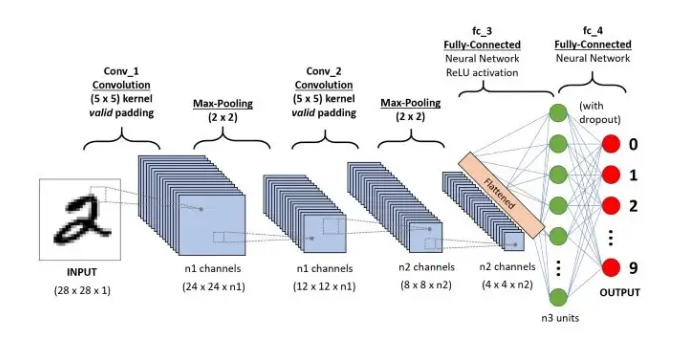 fc_3
Fully-Connected
Neural Network
ReLU activation
fc_4
Fully-Connected
Neural Network
Conv_1
Convolution
(5 x 5) kernel
valid padding
Max-Pooling
(2 x 2)
Conv_2
Convolution
(5 x 5) kernel
valid padding
Max-Pooling
(2 x 2)
(with
dropout)
Flattened
0
1
2
9
INPUT
(28 x 28 x 1)
n1 channels
(24 x 24 x n1)
n1 channels
(12 x 12 x n1)
n2 channels
(8 x 8 x n2)
n2 channels
(4 x 4 x n2)
OUTPUT
n3 units
2